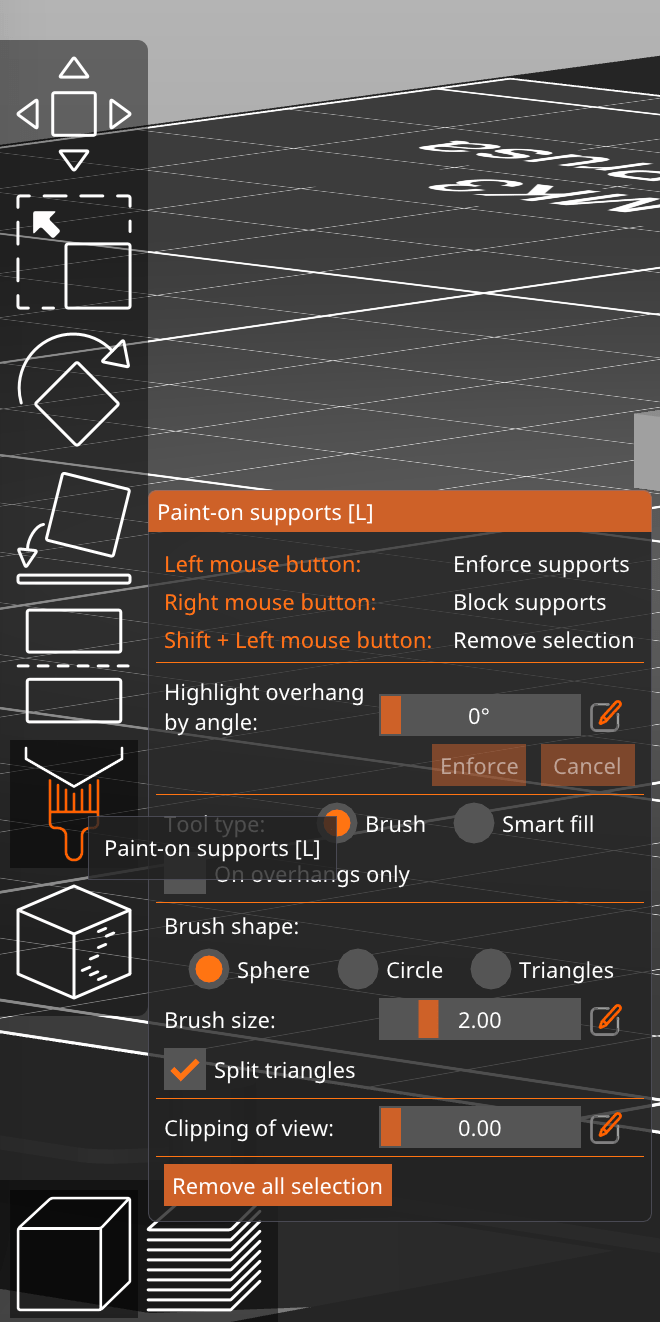 Prusa
MK3
Paint-on supports [L]
Left mouse button: Enforce supports
Right mouse button: Block supports
Shift + Left mouse button: Remove selection
Highlight overhang
by angle: 0°
Enforce Cancel
Tool type: Brush Smart fill
Paint-on supports [L]
On overhangs only
Brush shape:
Sphere Circle Triangles
Brush size: 2.00
Split triangles
Clipping of view: 0.00
Remove all selection